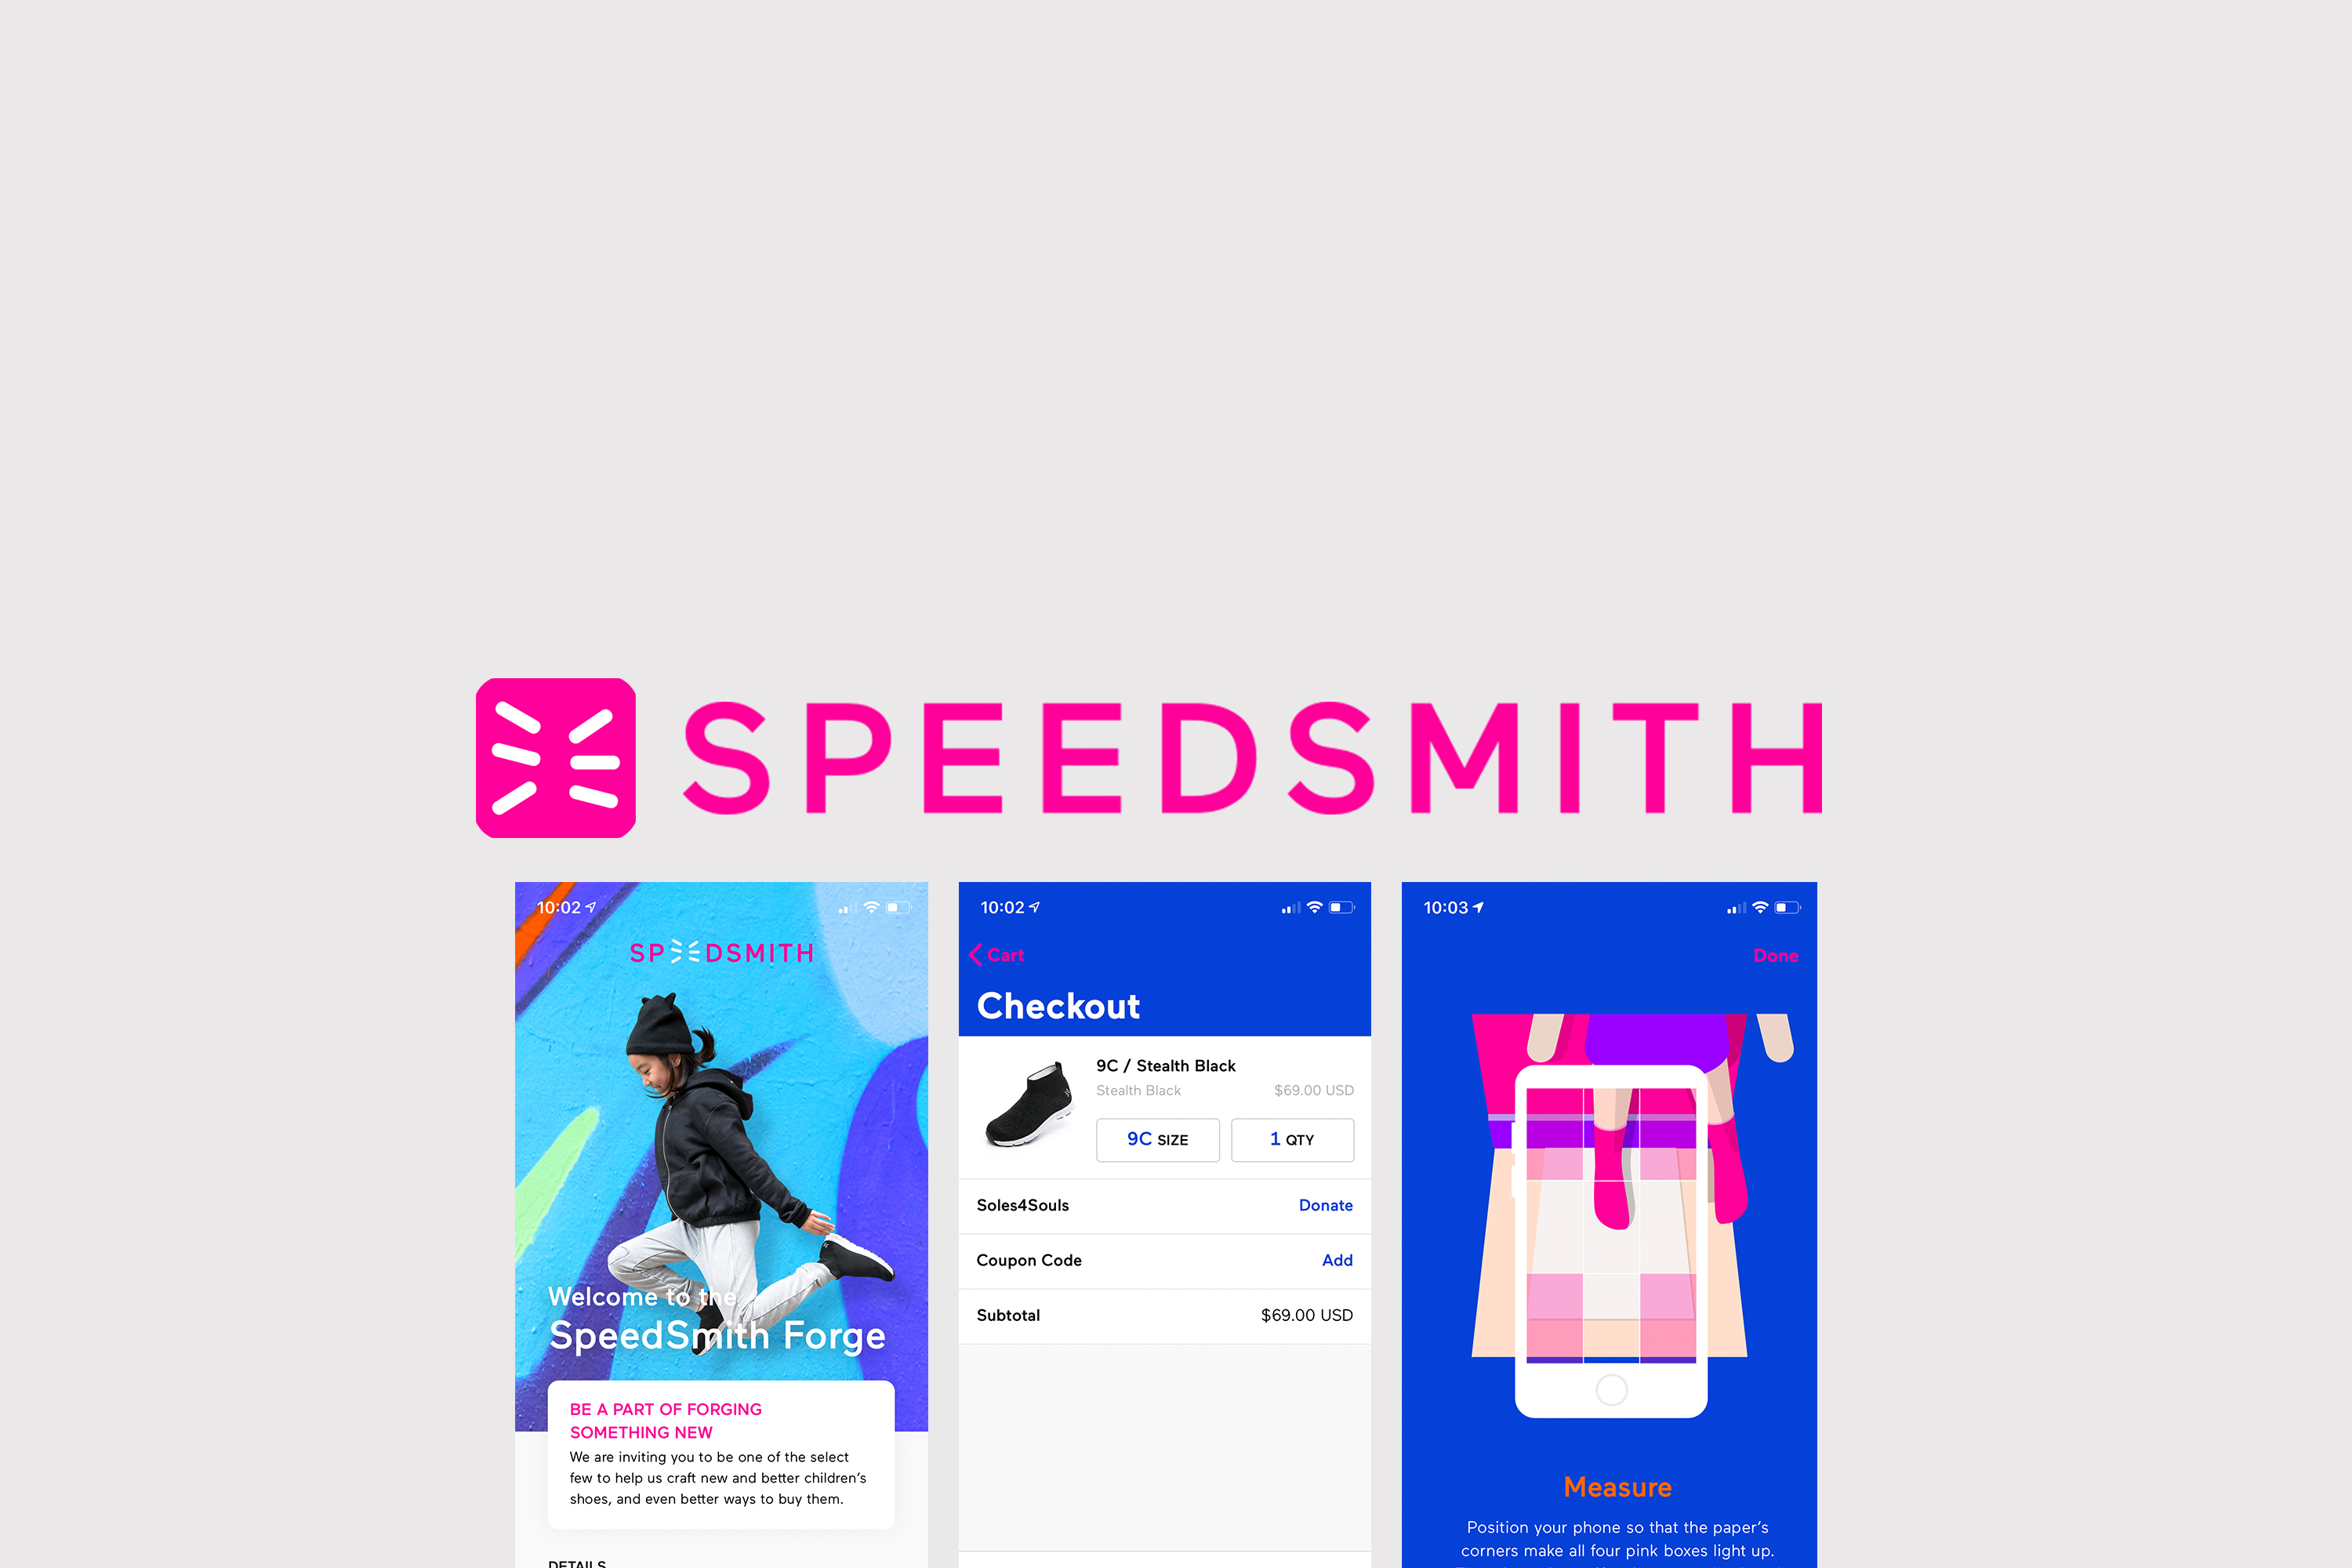 SPEEDSMITH
10:02
SPEEDSMITH
Welcome to the
SpeedSmith Forge
BE A PART OF FORGING
SOMETHING NEW
We are inviting you to be one of the select
few to help us craft new and better children's
shoes, and even better ways to buy them.
DETAILS
10:02
Cart
Checkout
9C / Stealth Black
Stealth Black $69.00 USD
9C SIZE 1 QTY
Soles4Souls Donate
Coupon Code Add
Subtotal $69.00 USD
10:03
Done
Measure
Position your phone so that the paper's
corners make all four pink boxes light up.